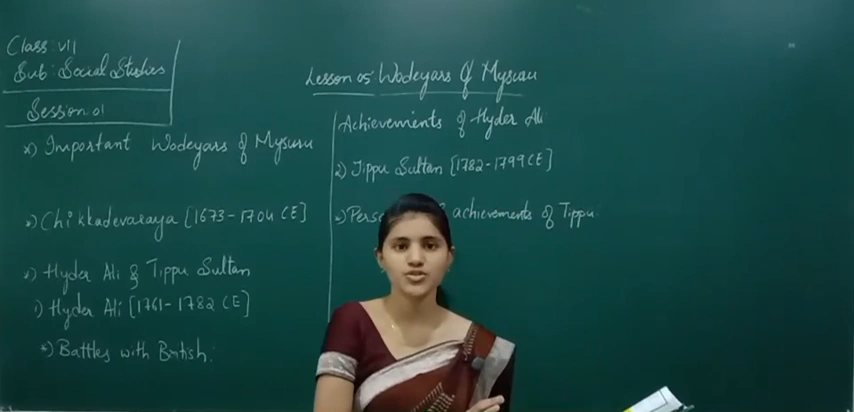 Class: VII
Sub: Social Studies
Session: 01
Lesson 05 Wodeyars of Mysuru
*) Important Wodeyars of Mysuru
*) Chikkadevaraya [1673-1704 CE]
*) Hyder Ali & Tippu Sultan
1) Hyder Ali [1761-1782 CE]
*) Battles with British:
Achievements of Hyder Ali
2) Tippu Sultan [1782-1799 CE]
*) achievements of Tippu